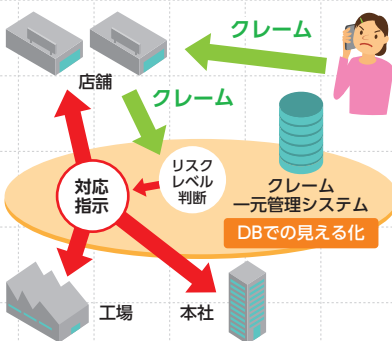 クレーム
店舗
クレーム
リスク
レベル
判断
対応
指示
クレーム
一元管理システム
DBでの見える化
工場
本社